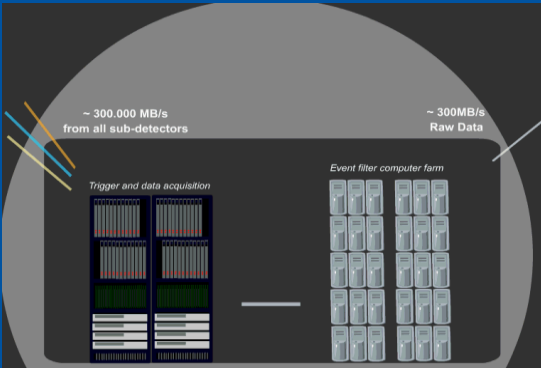 ~ 300.000 MB/s
from all sub-detectors
~ 300MB/s
Raw Data
Trigger and data acquisition
Event filter computer farm